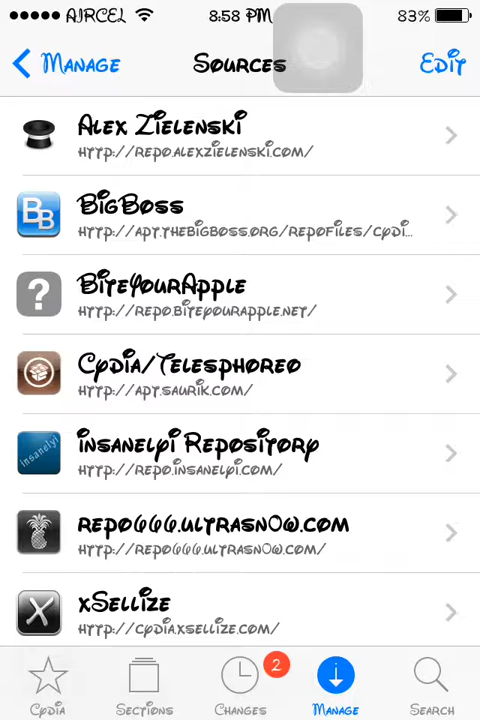 AIRCEL 8:58 PM 83%
Manage Sources Edit
Alex Zielenski
http://repo.alexzielenski.com/
BigBoss
BB
http://apt.thebigboss.org/repofiles/cydi...
BiteYourApple
?
http://repo.biteyourapple.net/
Cydia/Telesphoreo
http://apt.saurik.com/
insanelyi Repository
insanelyi
http://repo.insanelyi.com/
repo666.ultrasn0w.com
http://repo666.ultrasn0w.com/
xSellize
X
http://cydia.xsellize.com/
2
Cydia Sections Changes Manage Search